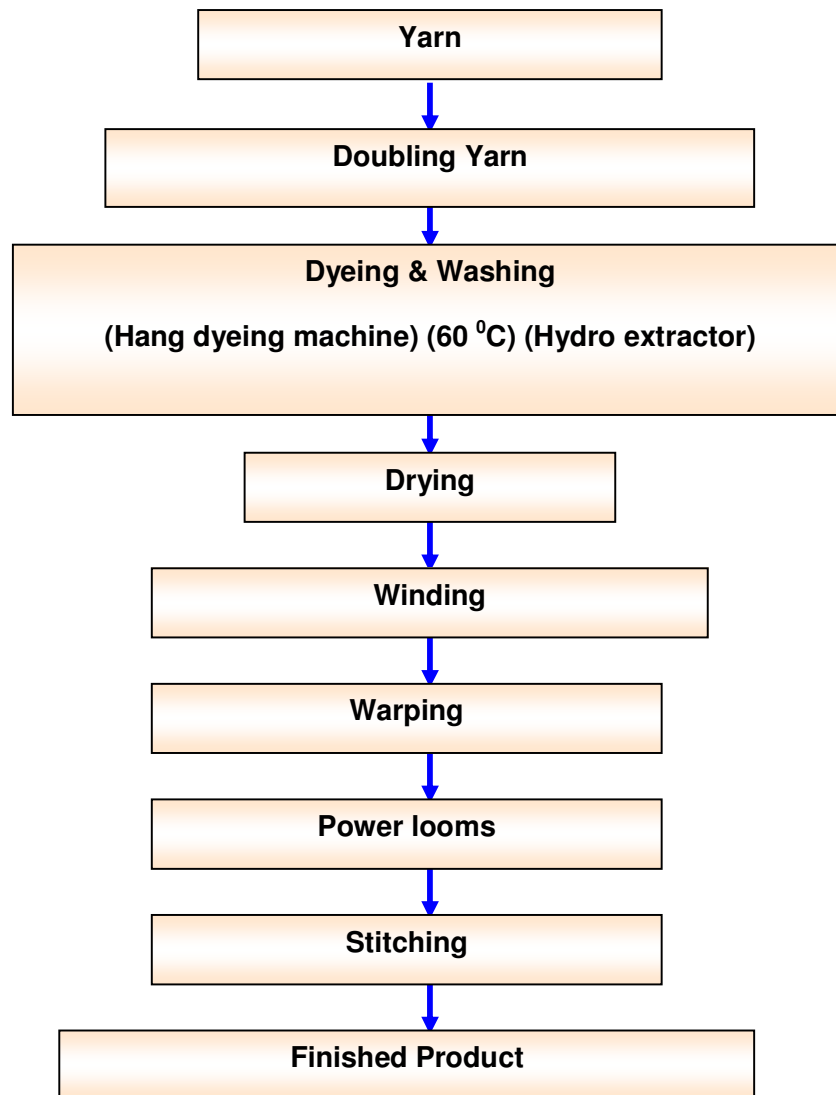 Yarn
Doubling Yarn
Dyeing & Washing
(Hang dyeing machine) (60 ⁰C) (Hydro extractor)
Drying
Winding
Warping
Power looms
Stitching
Finished Product